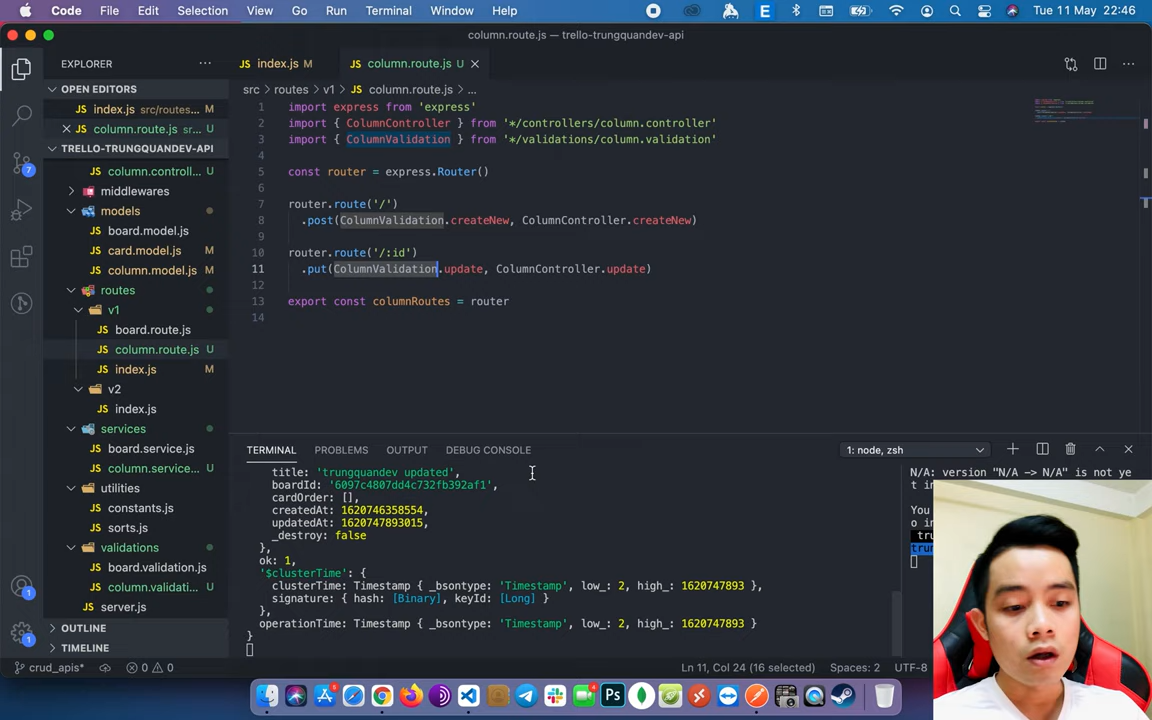 Code File Edit Selection View Go Run Terminal Window Help
Tue 11 May 22:46
column.route.js — trello-trungquandev-api
EXPLORER
JS index.js M
JS column.route.js U
src > routes > v1 > JS column.route.js > ...
OPEN EDITORS
JS index.js src/routes... M
JS column.route.js sr... U
TRELLO-TRUNGQUANDEV-API
JS column.controll... U
middlewares
models
JS board.model.js
JS card.model.js M
JS column.model.js M
routes
v1
JS board.route.js
JS column.route.js U
JS index.js M
v2
JS index.js
services
JS board.service.js
JS column.service... U
utilities
JS constants.js
JS sorts.js
validations
JS board.validation.js
JS column.validati... U
JS server.js
OUTLINE
TIMELINE
1 import express from 'express'
2 import { ColumnController } from '*/controllers/column.controller'
3 import { ColumnValidation } from '*/validations/column.validation'
4
5 const router = express.Router()
6
7 router.route('/')
8 .post(ColumnValidation.createNew, ColumnController.createNew)
9
10 router.route('/:id')
11 .put(ColumnValidation.update, ColumnController.update)
12
13 export const columnRoutes = router
14
TERMINAL PROBLEMS OUTPUT DEBUG CONSOLE
1: node, zsh
title: 'trungquandev updated',
boardId: '6097c4807dd4c732fb392af1',
cardOrder: [],
createdAt: 1620746358554,
updatedAt: 1620747893015,
_destroy: false
},
ok: 1,
'$clusterTime': {
clusterTime: Timestamp { _bsontype: 'Timestamp', low_: 2, high_: 1620747893 },
signature: { hash: [Binary], keyId: [Long] }
},
operationTime: Timestamp { _bsontype: 'Timestamp', low_: 2, high_: 1620747893 }
}
N/A: version "N/A -> N/A" is not ye
t in
You
o in
tru
trun
crud_apis* 0 0
Ln 11, Col 24 (16 selected) Spaces: 2 UTF-8